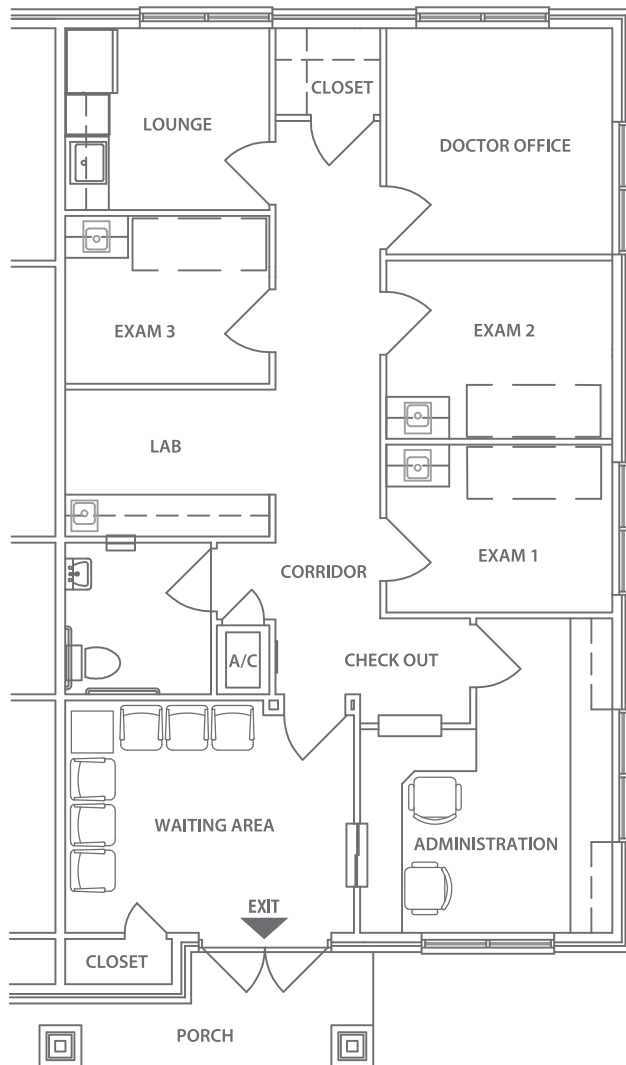 CLOSET
LOUNGE
DOCTOR OFFICE
EXAM 3
EXAM 2
LAB
EXAM 1
CORRIDOR
A/C
CHECK OUT
WAITING AREA
ADMINISTRATION
EXIT
CLOSET
PORCH